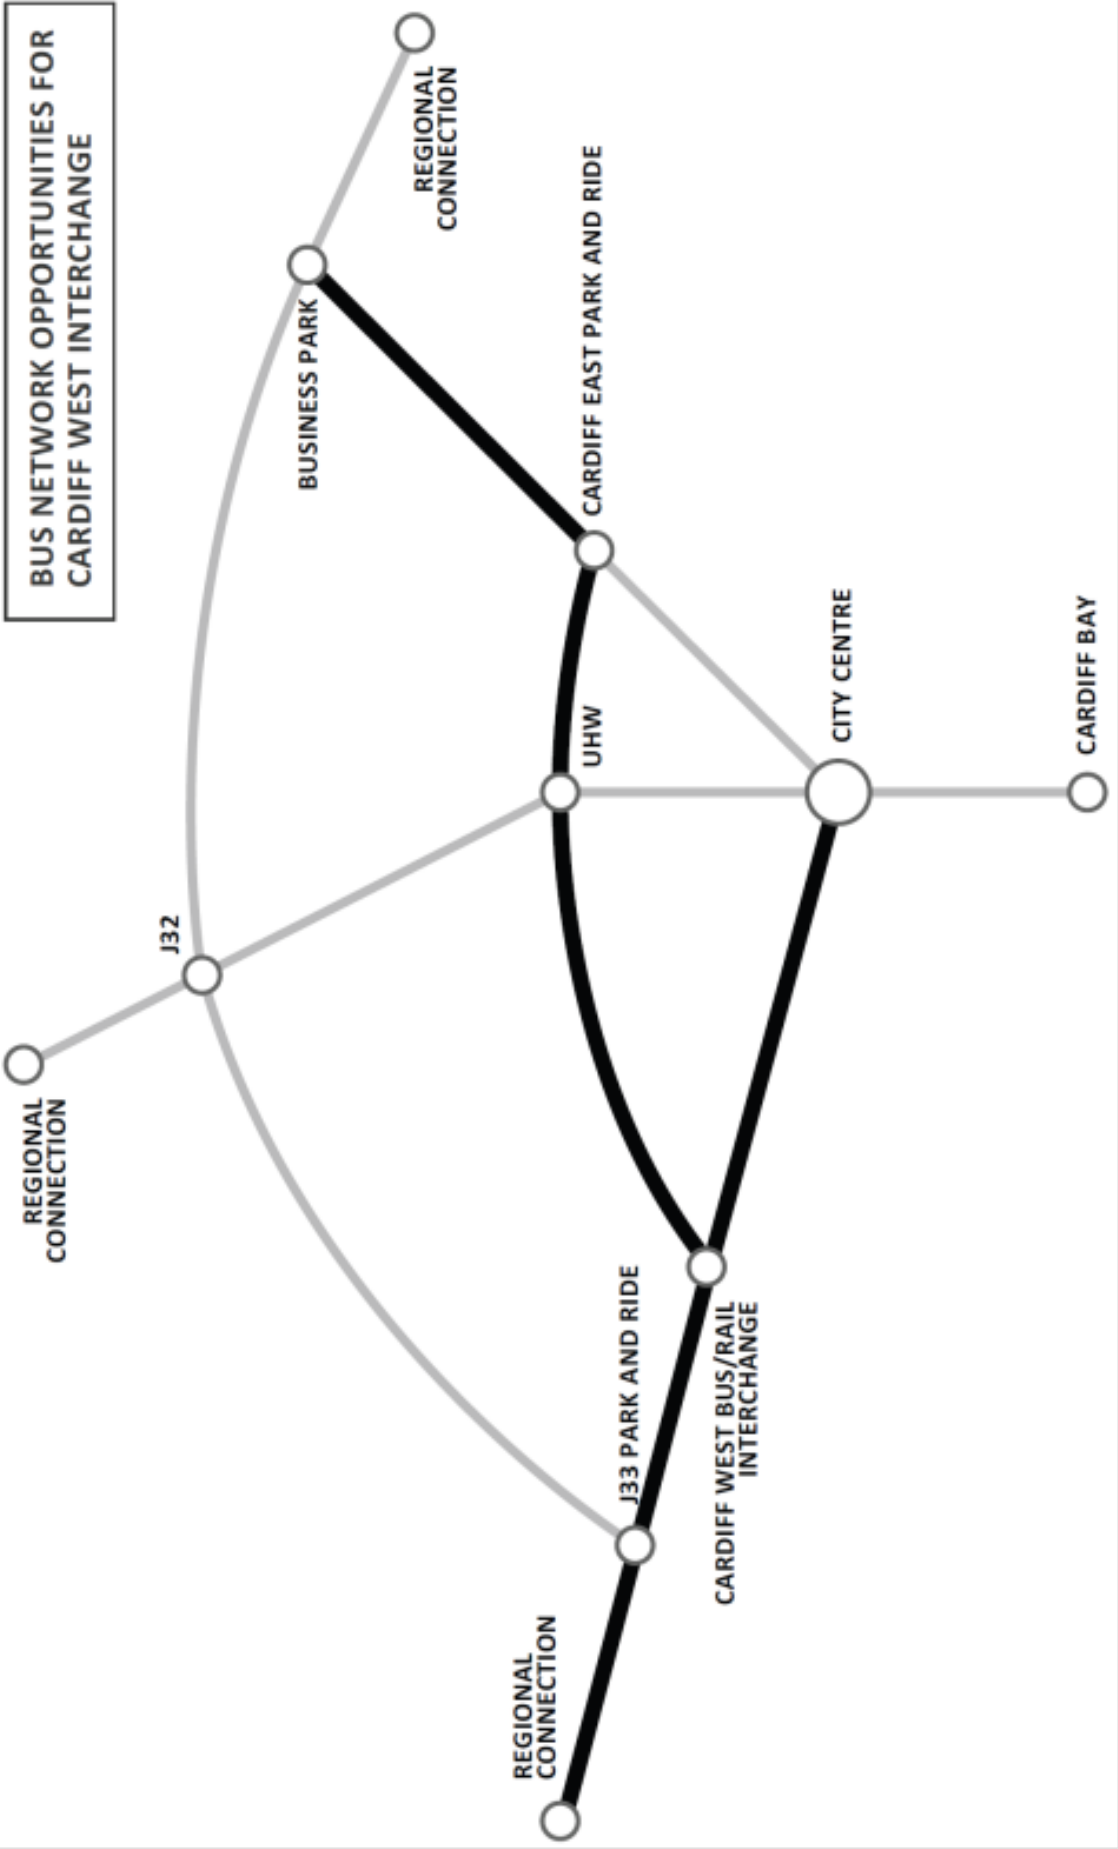 BUS NETWORK OPPORTUNITIES FOR
CARDIFF WEST INTERCHANGE
REGIONAL
CONNECTION
J32
BUSINESS PARK
REGIONAL
CONNECTION
REGIONAL
CONNECTION
J33 PARK AND RIDE
UHW
CARDIFF EAST PARK AND RIDE
CARDIFF WEST BUS/RAIL
INTERCHANGE
CITY CENTRE
CARDIFF BAY